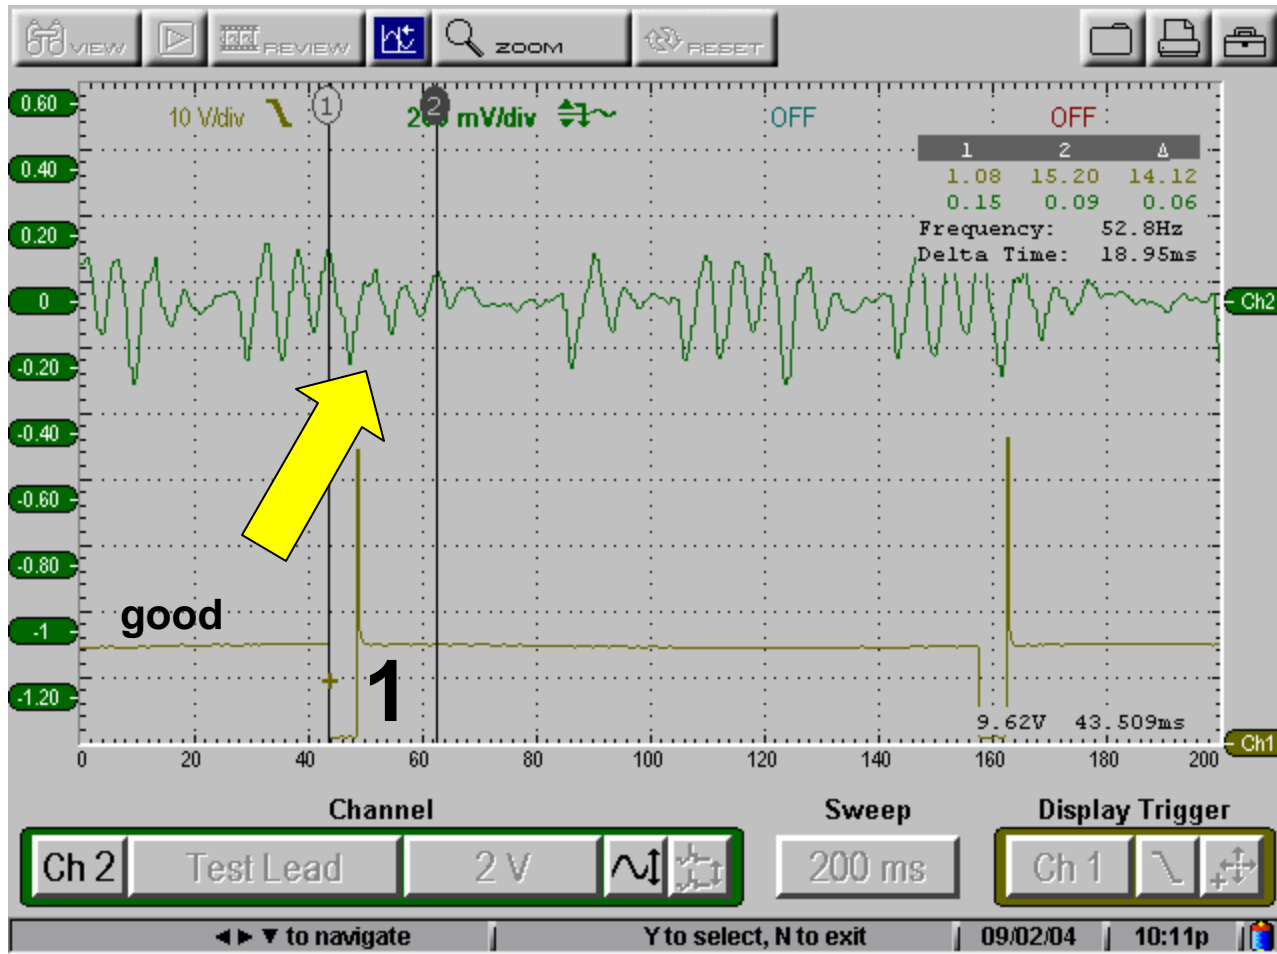 VIEW REVIEW ZOOM RESET
10 V/div 1 2 mV/div OFF OFF
1 2 Δ
1.08 15.20 14.12
0.15 0.09 0.06
Frequency: 52.8Hz
Delta Time: 18.95ms
0.60
0.40
0.20
0
-0.20
-0.40
-0.60
-0.80
-1
-1.20
Ch2
good
1
9.62V 43.509ms
Ch1
0 20 40 60 80 100 120 140 160 180 200
Channel Sweep Display Trigger
Ch 2 Test Lead 2 V 200 ms Ch 1
◄ ► ▼ to navigate Y to select, N to exit 09/02/04 10:11p